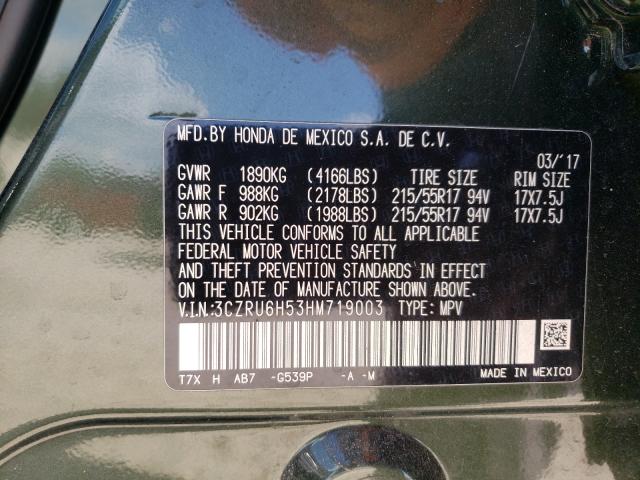 MFD.BY HONDA DE MEXICO S.A. DE C.V.
03/'17
GVWR 1890KG (4166LBS) TIRE SIZE RIM SIZE
GAWR F 988KG (2178LBS) 215/55R17 94V 17X7.5J
GAWR R 902KG (1988LBS) 215/55R17 94V 17X7.5J
THIS VEHICLE CONFORMS TO ALL APPLICABLE
FEDERAL MOTOR VEHICLE SAFETY
AND THEFT PREVENTION STANDARDS IN EFFECT
ON THE DATE OF MANUFACTURE SHOWN ABOVE.
V.I.N:3CZRU6H53HM719003 TYPE: MPV
T7X H AB7 -G539P -A -M MADE IN MEXICO